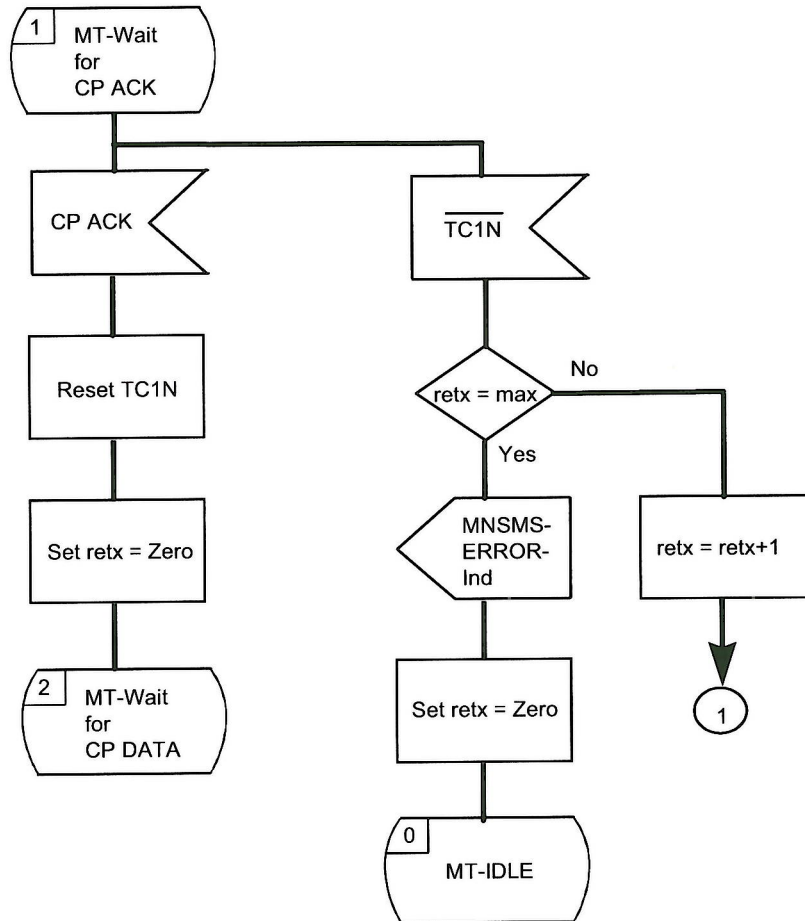 1
MT-Wait
for
CP ACK
CP ACK
TC1N
Reset TC1N
retx = max
No
Yes
Set retx = Zero
MNSMS-
ERROR-
Ind
retx = retx+1
2
MT-Wait
for
CP DATA
Set retx = Zero
1
0
MT-IDLE